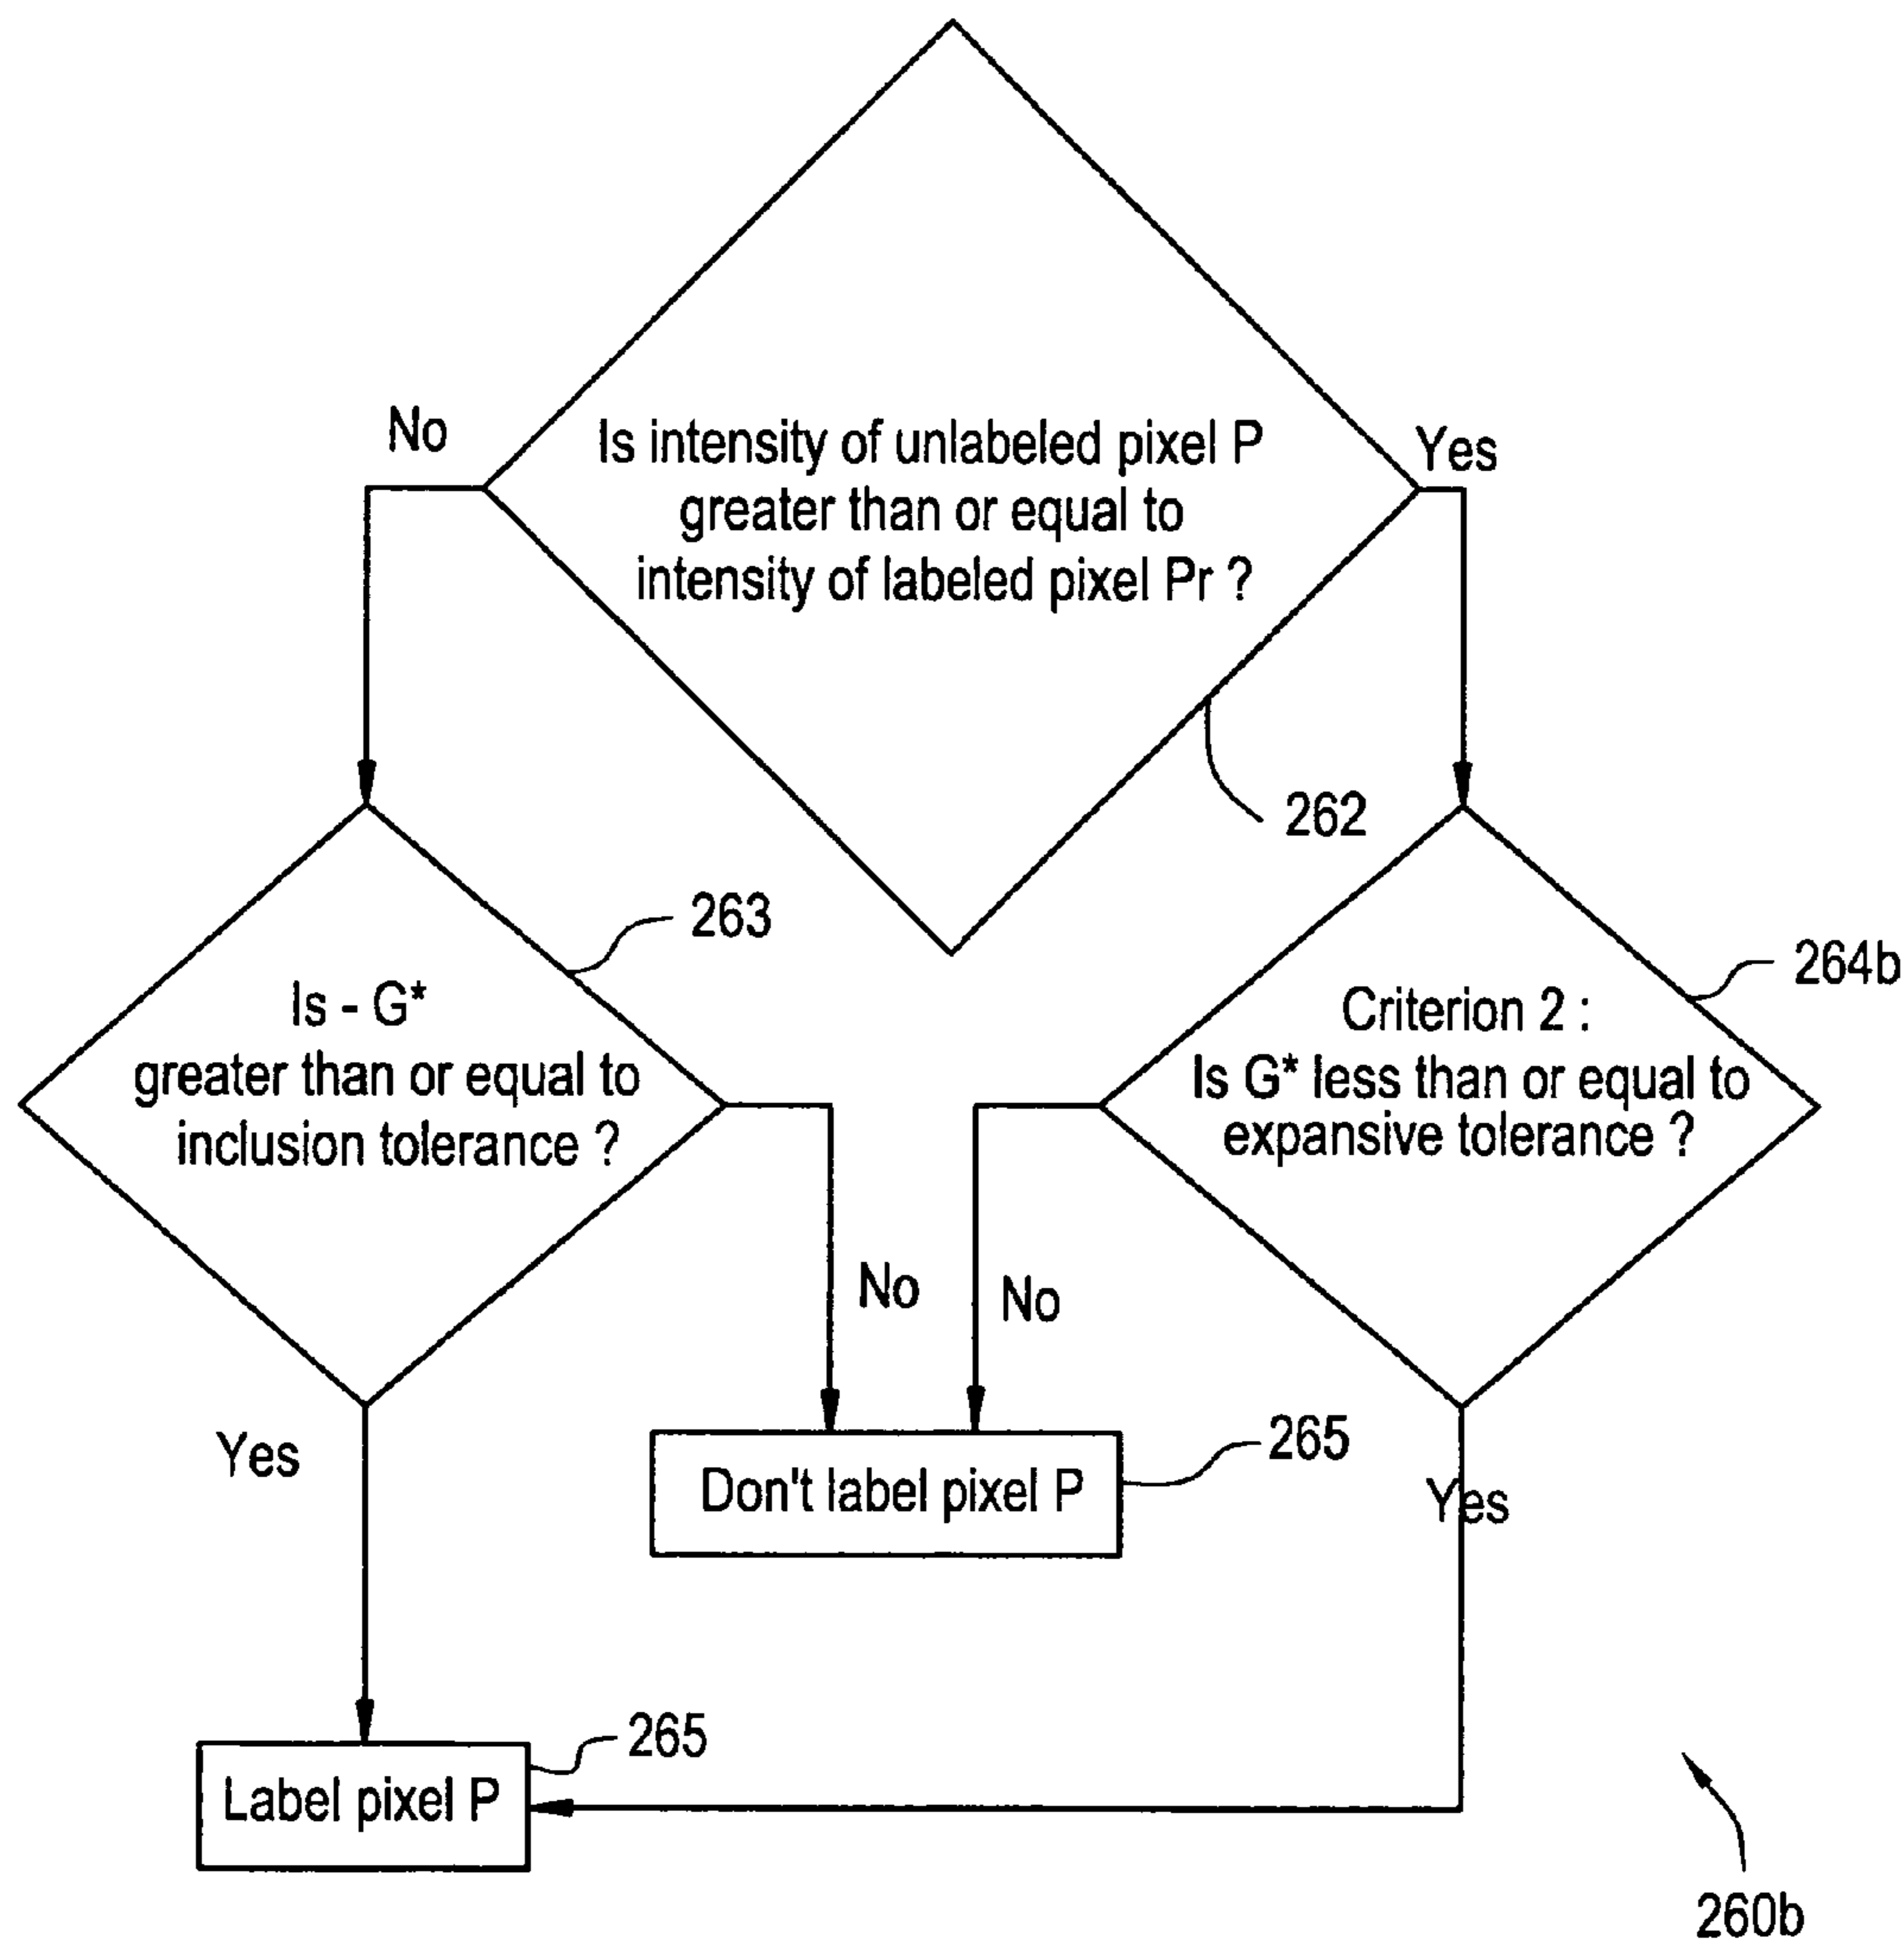 No
Is intensity of unlabeled pixel P
greater than or equal to
intensity of labeled pixel Pr ?
Yes
262
263
Is - G*
greater than or equal to
inclusion tolerance ?
264b
Criterion 2 :
Is G* less than or equal to
expansive tolerance ?
No
No
Yes
Don't label pixel P
265
Yes
Label pixel P
265
260b